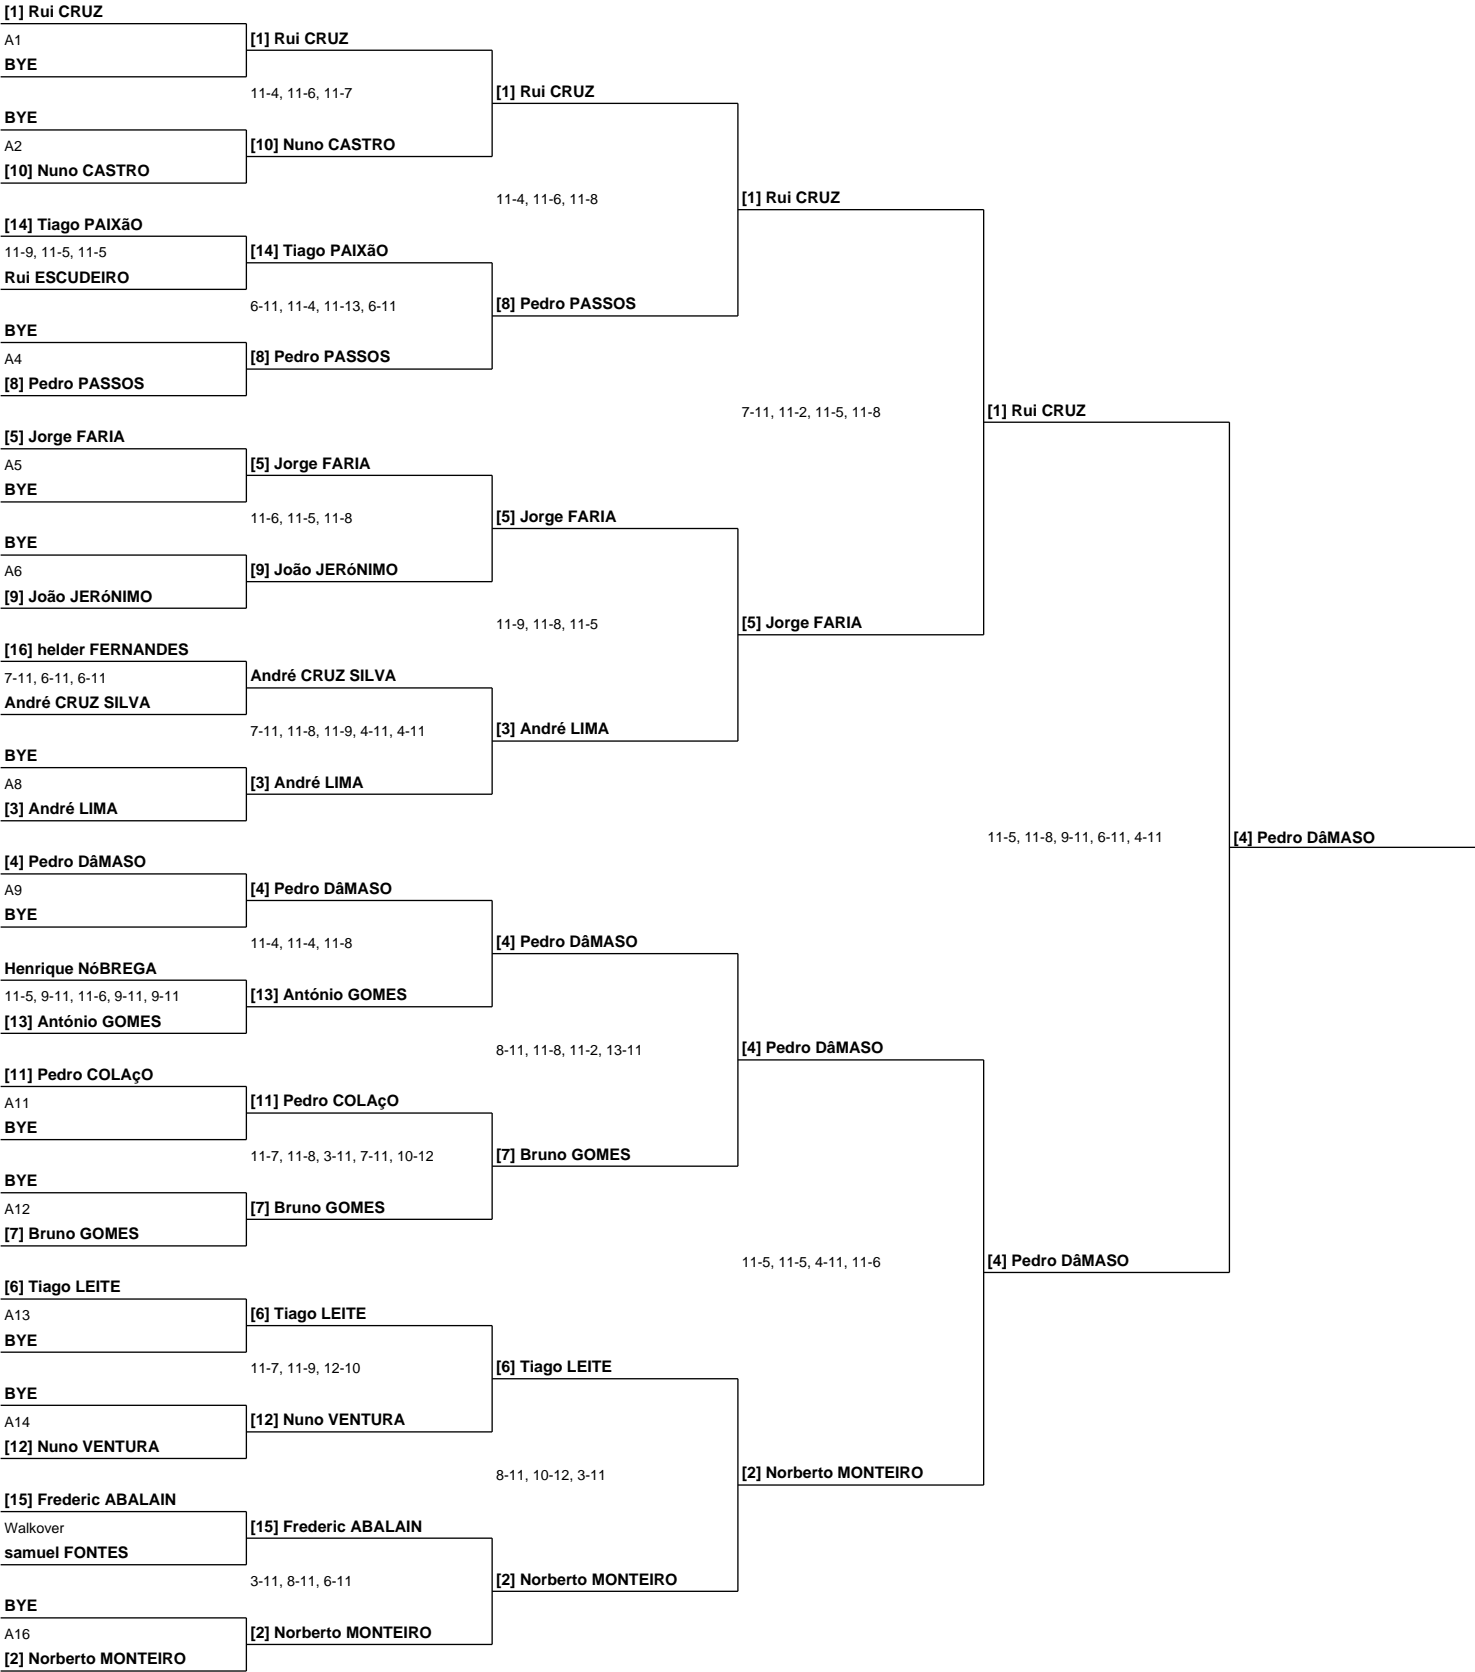 [1] Rui CRUZ
A1
BYE
BYE
A2
[10] Nuno CASTRO
[14] Tiago PAIXãO
11-9, 11-5, 11-5
Rui ESCUDEIRO
BYE
A4
[8] Pedro PASSOS
[5] Jorge FARIA
A5
BYE
BYE
A6
[9] João JERóNIMO
[16] helder FERNANDES
7-11, 6-11, 6-11
André CRUZ SILVA
BYE
A8
[3] André LIMA
[4] Pedro DâMASO
A9
BYE
Henrique NóBREGA
11-5, 9-11, 11-6, 9-11, 9-11
[13] António GOMES
[11] Pedro COLAçO
A11
BYE
BYE
A12
[7] Bruno GOMES
[6] Tiago LEITE
A13
BYE
BYE
A14
[12] Nuno VENTURA
[15] Frederic ABALAIN
Walkover
samuel FONTES
BYE
A16
[2] Norberto MONTEIRO
[1] Rui CRUZ
11-4, 11-6, 11-7
[10] Nuno CASTRO
[14] Tiago PAIXãO
6-11, 11-4, 11-13, 6-11
[8] Pedro PASSOS
[5] Jorge FARIA
11-6, 11-5, 11-8
[9] João JERóNIMO
André CRUZ SILVA
7-11, 11-8, 11-9, 4-11, 4-11
[3] André LIMA
[4] Pedro DâMASO
11-4, 11-4, 11-8
[13] António GOMES
[11] Pedro COLAçO
11-7, 11-8, 3-11, 7-11, 10-12
[7] Bruno GOMES
[6] Tiago LEITE
11-7, 11-9, 12-10
[12] Nuno VENTURA
[15] Frederic ABALAIN
3-11, 8-11, 6-11
[2] Norberto MONTEIRO
[1] Rui CRUZ
11-4, 11-6, 11-8
[8] Pedro PASSOS
[5] Jorge FARIA
11-9, 11-8, 11-5
[3] André LIMA
[4] Pedro DâMASO
8-11, 11-8, 11-2, 13-11
[7] Bruno GOMES
[6] Tiago LEITE
8-11, 10-12, 3-11
[2] Norberto MONTEIRO
[1] Rui CRUZ
7-11, 11-2, 11-5, 11-8
[5] Jorge FARIA
[4] Pedro DâMASO
11-5, 11-5, 4-11, 11-6
[2] Norberto MONTEIRO
[1] Rui CRUZ
11-5, 11-8, 9-11, 6-11, 4-11
[4] Pedro DâMASO
[4] Pedro DâMASO